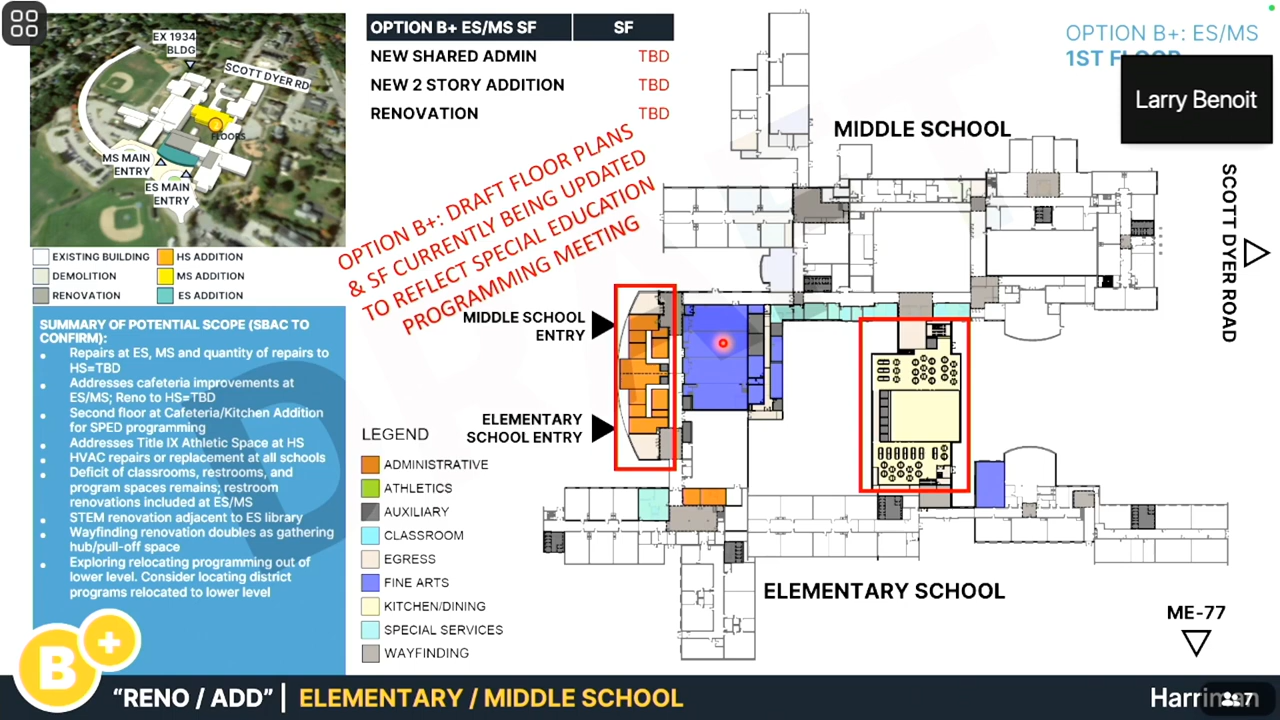 EX 1934
BLDG
SCOTT DYER RD
FLOORS
MS MAIN
ENTRY
ES MAIN
ENTRY
EXISTING BUILDING
DEMOLITION
RENOVATION
HS ADDITION
MS ADDITION
ES ADDITION
SUMMARY OF POTENTIAL SCOPE (SBAC TO
CONFIRM):
• Repairs at ES, MS and quantity of repairs to
HS=TBD
• Addresses cafeteria improvements at
ES/MS; Reno to HS=TBD
• Second floor at Cafeteria/Kitchen Addition
for SPED programming
• Addresses Title IX Athletic Space at HS
• HVAC repairs or replacement at all schools
• Deficit of classrooms, restrooms, and
program spaces remains; restroom
renovations included at ES/MS
• STEM renovation adjacent to ES library
• Wayfinding renovation doubles as gathering
hub/pull-off space
• Exploring relocating programming out of
lower level. Consider locating district
programs relocated to lower level
OPTION B+ ES/MS SF SF
NEW SHARED ADMIN TBD
NEW 2 STORY ADDITION TBD
RENOVATION TBD
OPTION B+: DRAFT FLOOR PLANS
& SF CURRENTLY BEING UPDATED
TO REFLECT SPECIAL EDUCATION
PROGRAMMING MEETING
OPTION B+: ES/MS
1ST FLOOR
Larry Benoit
MIDDLE SCHOOL
SCOTT DYER ROAD
MIDDLE SCHOOL
ENTRY
ELEMENTARY
SCHOOL ENTRY
LEGEND
ADMINISTRATIVE
ATHLETICS
AUXILIARY
CLASSROOM
EGRESS
FINE ARTS
KITCHEN/DINING
SPECIAL SERVICES
WAYFINDING
ELEMENTARY SCHOOL
ME-77
B+
“RENO / ADD” | ELEMENTARY / MIDDLE SCHOOL
Harriman
7